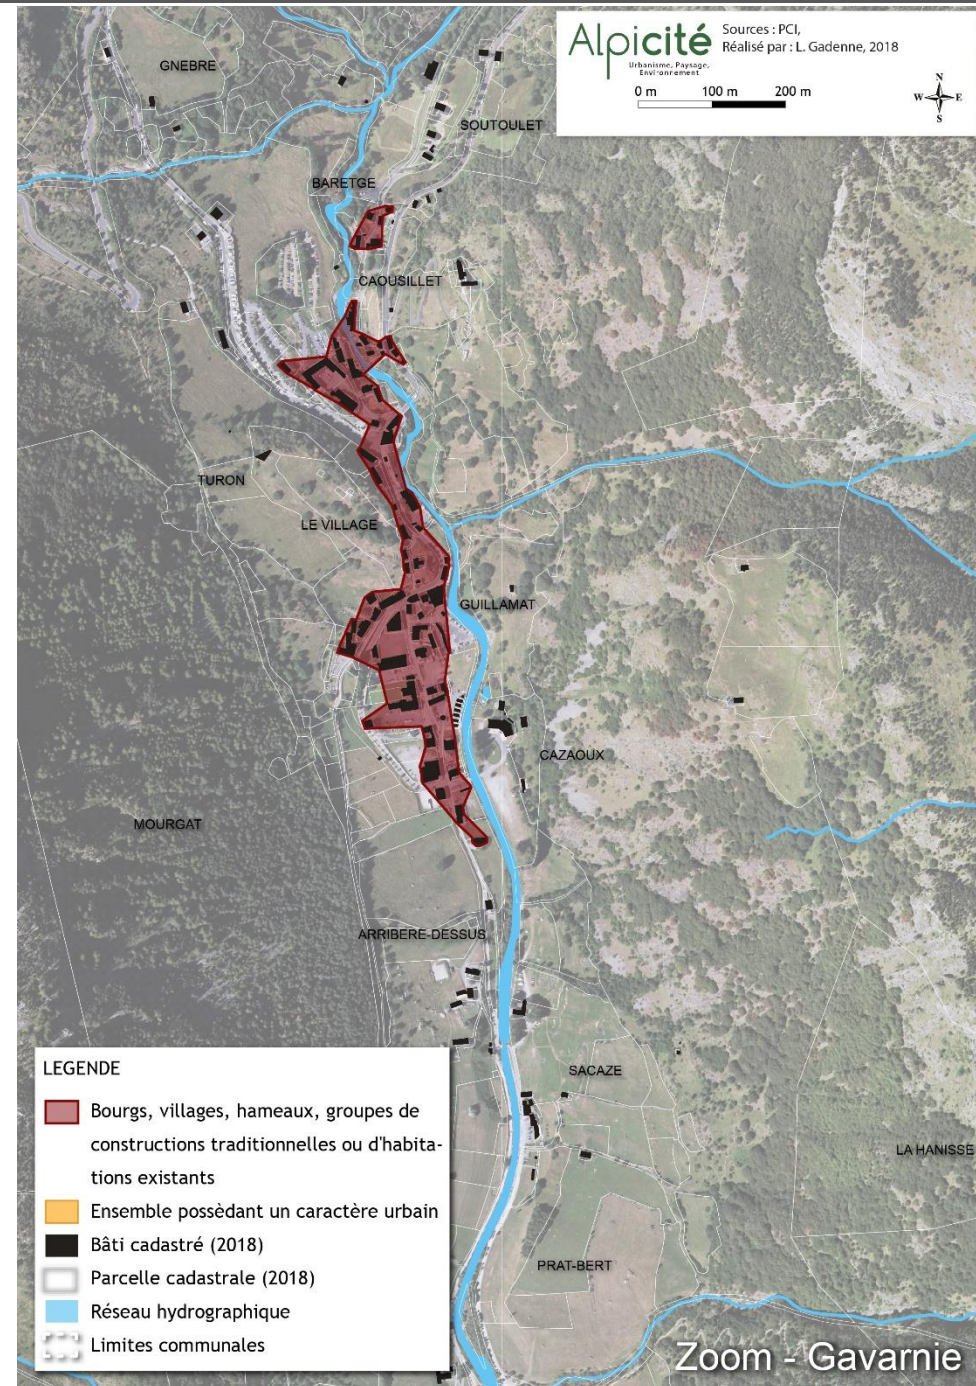 Alpicité
Urbanisme, Paysage,
Environnement
Sources : PCI,
Réalisé par : L. Gadenne, 2018
0 m 100 m 200 m
N
W E
S
GNEBRE
SOUTOULET
BARETGE
CAOUSILLET
TURON
LE VILLAGE
GUILLAMAT
CAZAOUX
MOURGAT
ARRIBERE-DESSUS
SACAZE
LA HANISSE
PRAT-BERT
LEGENDE
Bourgs, villages, hameaux, groupes de
constructions traditionnelles ou d'habita-
tions existants
Ensemble possèdant un caractère urbain
Bâti cadastré (2018)
Parcelle cadastrale (2018)
Réseau hydrographique
Limites communales
Zoom - Gavarnie